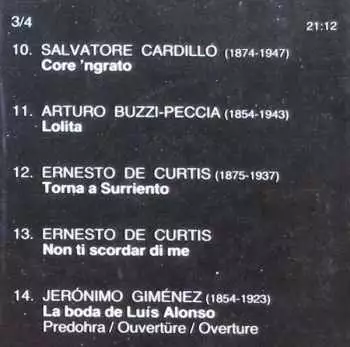 3/4 21:12
10. SALVATORE CARDILLO (1874-1947)
Core 'ngrato
11. ARTURO BUZZI-PECCIA (1854-1943)
Lolita
12. ERNESTO DE CURTIS (1875-1937)
Torna a Surriento
13. ERNESTO DE CURTIS
Non ti scordar di me
14. JERÓNIMO GIMÉNEZ (1854-1923)
La boda de Luís Alonso
Predohra / Ouvertüre / Overture